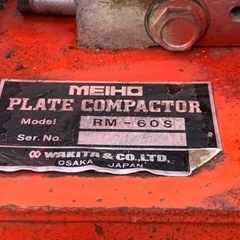 MEIHO
PLATE COMPACTOR
Model RM-60S
Ser. No.
WAKITA & CO., LTD.
OSAKA JAPAN